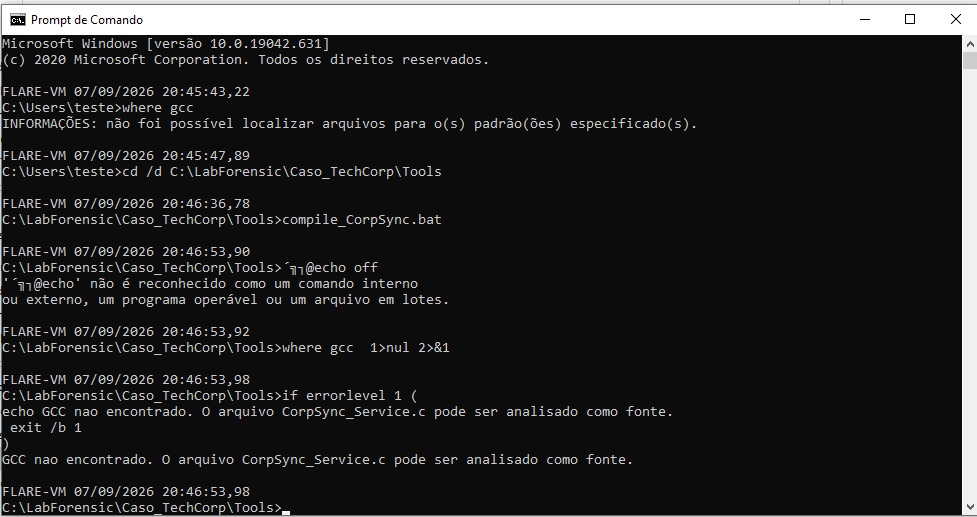 Prompt de Comando
Microsoft Windows [versão 10.0.19042.631]
(c) 2020 Microsoft Corporation. Todos os direitos reservados.
FLARE-VM 07/09/2026 20:45:43,22
C:\Users\teste>where gcc
INFORMAÇÕES: não foi possível localizar arquivos para o(s) padrão(ões) especificado(s).
FLARE-VM 07/09/2026 20:45:47,89
C:\Users\teste>cd /d C:\LabForensic\Caso_TechCorp\Tools
FLARE-VM 07/09/2026 20:46:36,78
C:\LabForensic\Caso_TechCorp\Tools>compile_CorpSync.bat
FLARE-VM 07/09/2026 20:46:53,90
C:\LabForensic\Caso_TechCorp\Tools>´╗┐@echo off
'´╗┐@echo' não é reconhecido como um comando interno
ou externo, um programa operável ou um arquivo em lotes.
FLARE-VM 07/09/2026 20:46:53,92
C:\LabForensic\Caso_TechCorp\Tools>where gcc  1>nul 2>&1
FLARE-VM 07/09/2026 20:46:53,98
C:\LabForensic\Caso_TechCorp\Tools>if errorlevel 1 (
echo GCC nao encontrado. O arquivo CorpSync_Service.c pode ser analisado como fonte.
 exit /b 1
)
GCC nao encontrado. O arquivo CorpSync_Service.c pode ser analisado como fonte.
FLARE-VM 07/09/2026 20:46:53,98
C:\LabForensic\Caso_TechCorp\Tools>